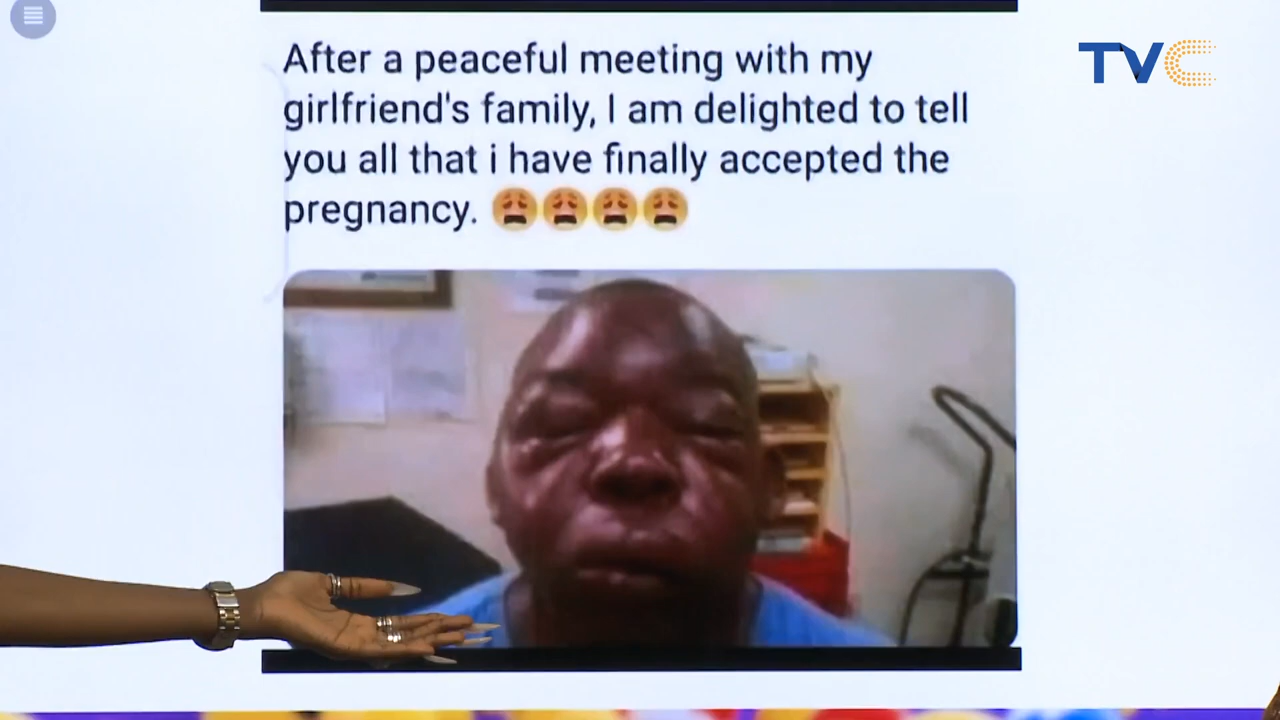 TVC
After a peaceful meeting with my
girlfriend's family, I am delighted to tell
you all that i have finally accepted the
pregnancy. 😩😩😩😩